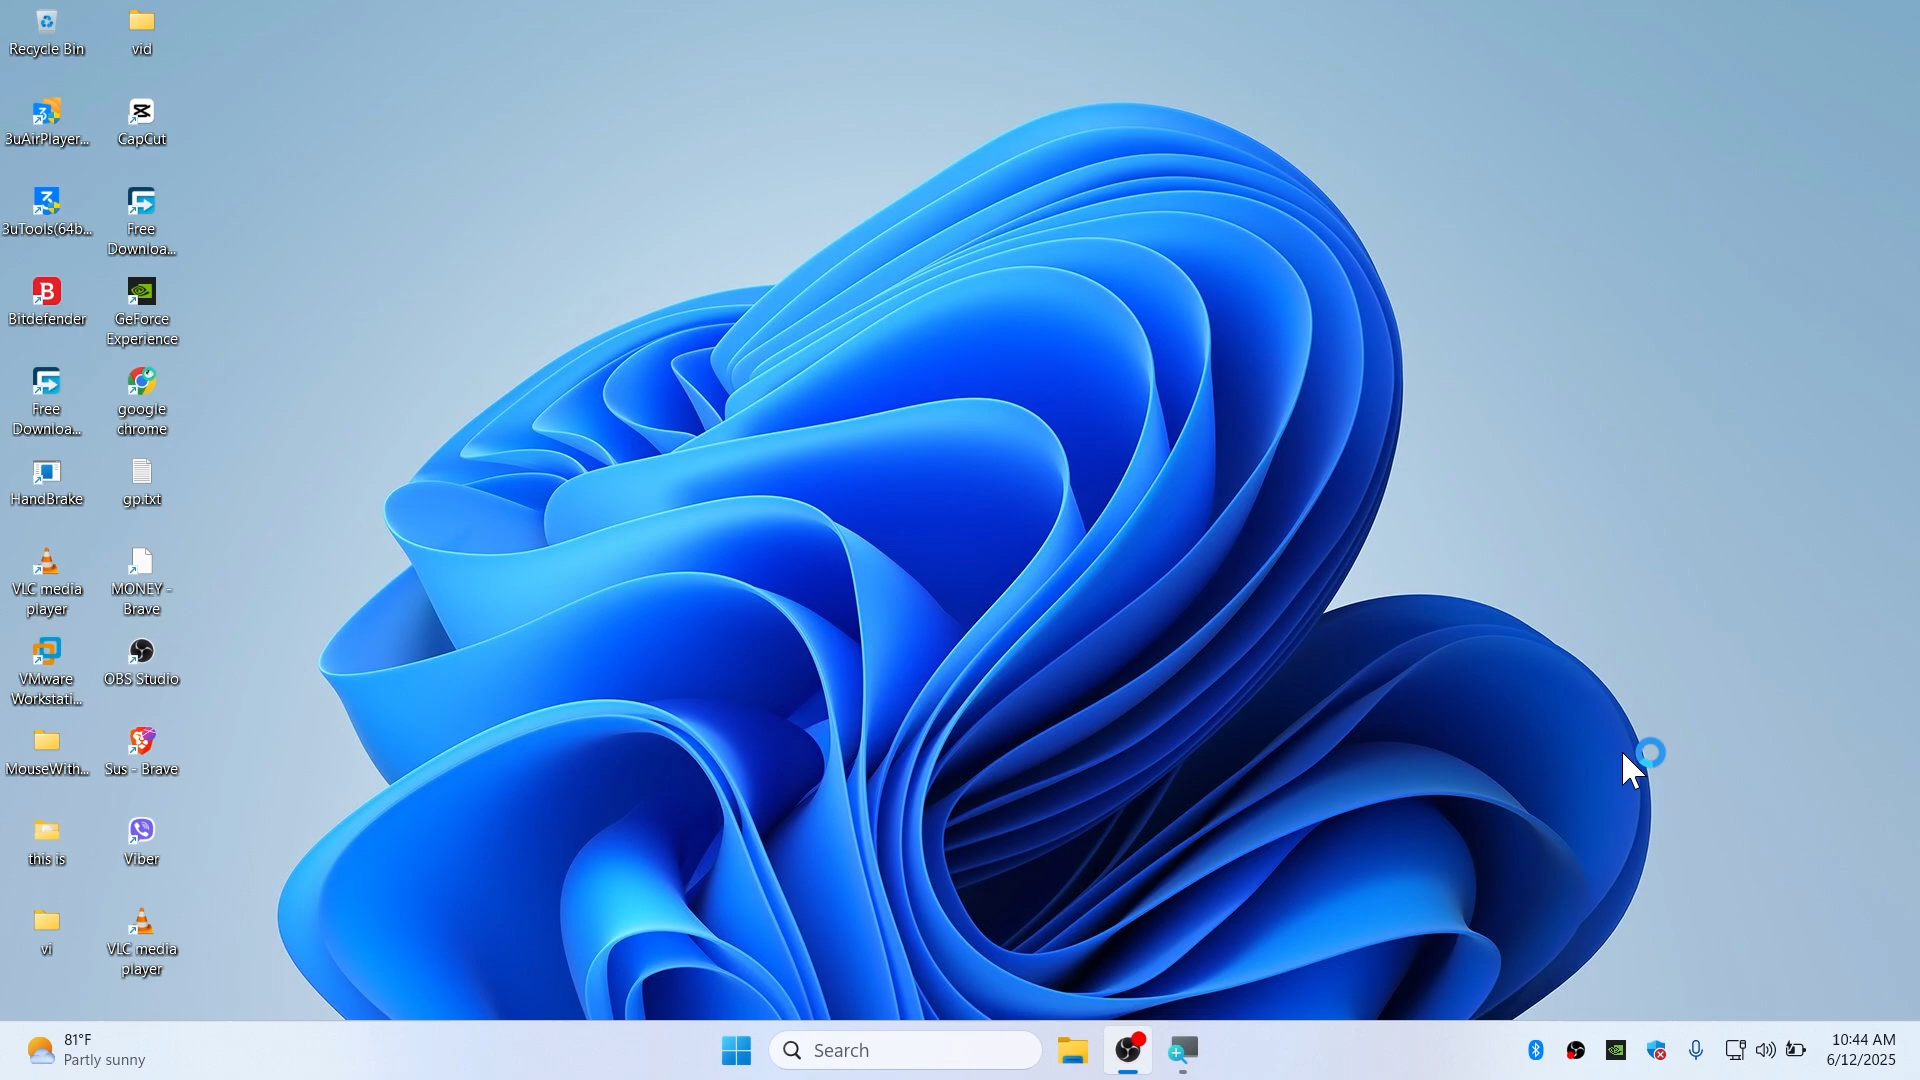 Recycle Bin
vid
3uAirPlayer...
CapCut
3uTools(64b...
Free
Downloa...
Bitdefender
GeForce
Experience
Free
Downloa...
google
chrome
HandBrake
gp.txt
VLC media
player
MONEY -
Brave
VMware
Workstati...
OBS Studio
MouseWith...
Sus - Brave
this is
Viber
vi
VLC media
player
81°F
Partly sunny
Search
10:44 AM
6/12/2025